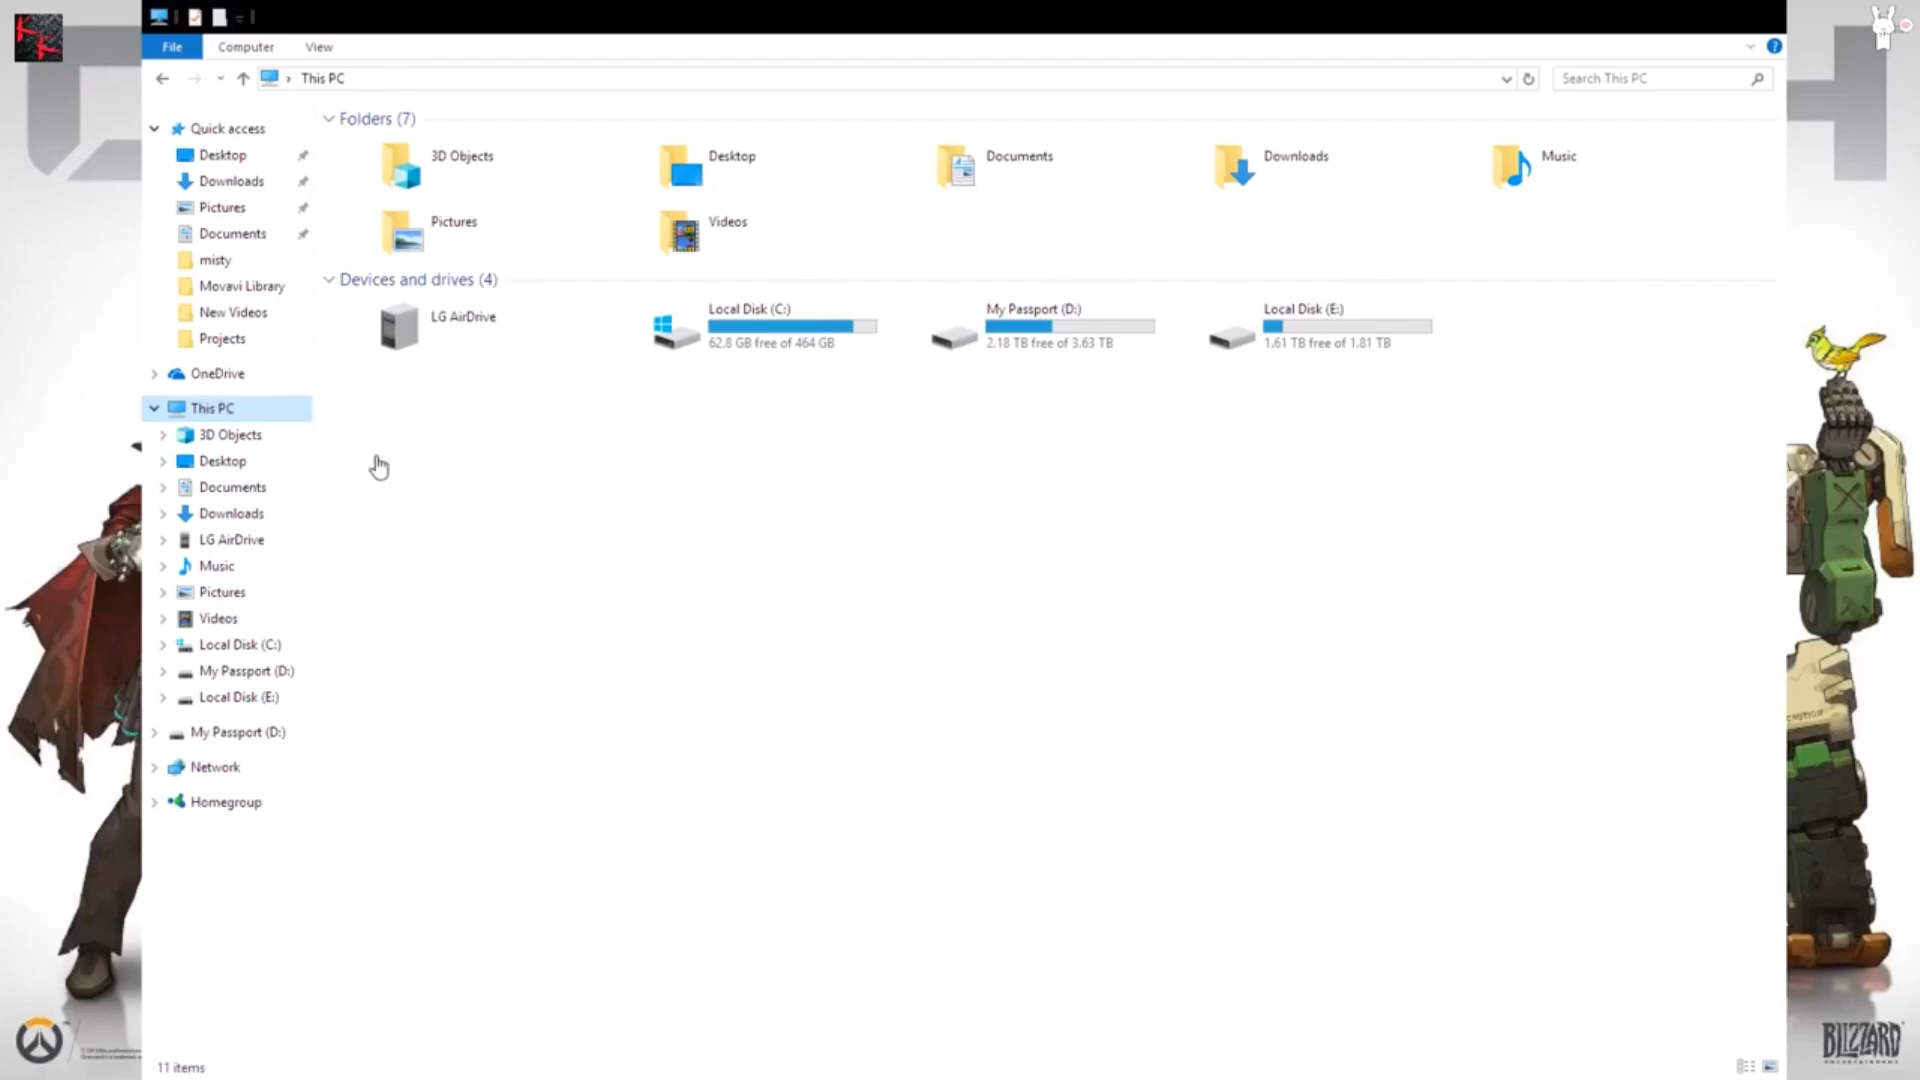 File Computer View
This PC
Search This PC
Quick access
Desktop
Downloads
Pictures
Documents
misty
Movavi Library
New Videos
Projects
OneDrive
This PC
3D Objects
Desktop
Documents
Downloads
LG AirDrive
Music
Pictures
Videos
Local Disk (C:)
My Passport (D:)
Local Disk (E:)
My Passport (D:)
Network
Homegroup
Folders (7)
3D Objects
Desktop
Documents
Downloads
Music
Pictures
Videos
Devices and drives (4)
LG AirDrive
Local Disk (C:)
62.8 GB free of 464 GB
My Passport (D:)
2.18 TB free of 3.63 TB
Local Disk (E:)
1.61 TB free of 1.81 TB
11 items
BLIZZARD
ENTERTAINMENT